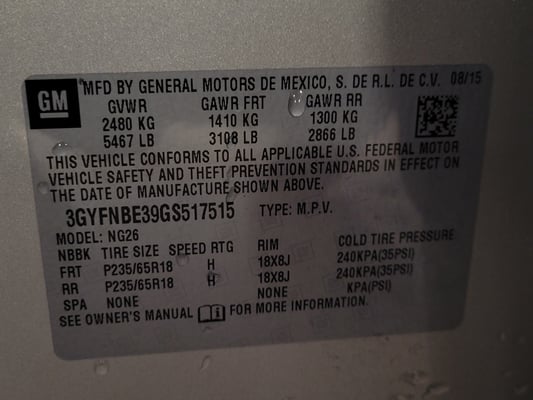 GM
MFD BY GENERAL MOTORS DE MEXICO, S. DE R.L. DE C.V. 08/15
GVWR GAWR FRT GAWR RR
2480 KG 1410 KG 1300 KG
5467 LB 3108 LB 2866 LB
THIS VEHICLE CONFORMS TO ALL APPLICABLE U.S. FEDERAL MOTOR
VEHICLE SAFETY AND THEFT PREVENTION STANDARDS IN EFFECT ON
THE DATE OF MANUFACTURE SHOWN ABOVE.
3GYFNBE39GS517515 TYPE: M.P.V.
MODEL: NG26
NBBK TIRE SIZE SPEED RTG RIM COLD TIRE PRESSURE
FRT P235/65R18 H 18X8J 240KPA(35PSI)
RR P235/65R18 H 18X8J 240KPA(35PSI)
SPA NONE NONE KPA(PSI)
SEE OWNER'S MANUAL FOR MORE INFORMATION.